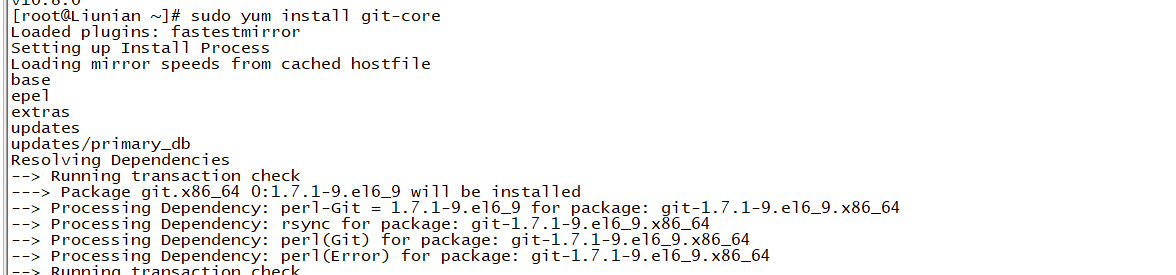 v10.8.0
[root@Liunian ~]# sudo yum install git-core
Loaded plugins: fastestmirror
Setting up Install Process
Loading mirror speeds from cached hostfile
base
epel
extras
updates
updates/primary_db
Resolving Dependencies
--> Running transaction check
---> Package git.x86_64 0:1.7.1-9.el6_9 will be installed
--> Processing Dependency: perl-Git = 1.7.1-9.el6_9 for package: git-1.7.1-9.el6_9.x86_64
--> Processing Dependency: rsync for package: git-1.7.1-9.el6_9.x86_64
--> Processing Dependency: perl(Git) for package: git-1.7.1-9.el6_9.x86_64
--> Processing Dependency: perl(Error) for package: git-1.7.1-9.el6_9.x86_64
--> Running transaction check